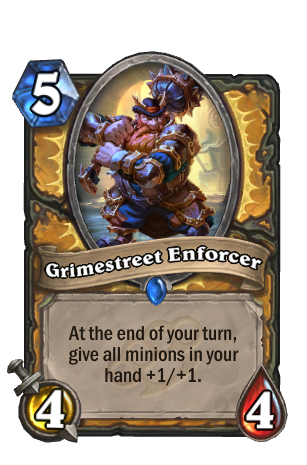 5
Grimestreet Enforcer
At the end of your turn,
give all minions in your
hand +1/+1.
4
4